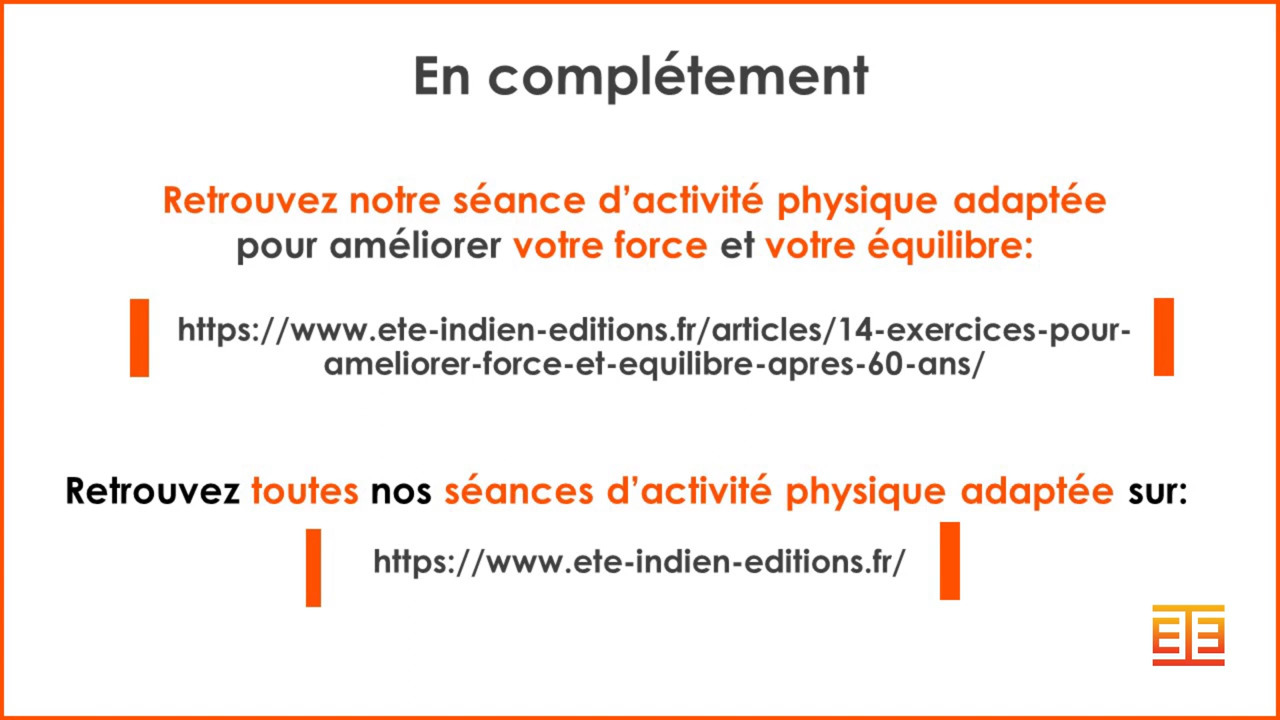 En complétement
Retrouvez notre séance d’activité physique adaptée
pour améliorer votre force et votre équilibre:
https://www.ete-indien-editions.fr/articles/14-exercices-pour-
ameliorer-force-et-equilibre-apres-60-ans/
Retrouvez toutes nos séances d’activité physique adaptée sur:
https://www.ete-indien-editions.fr/